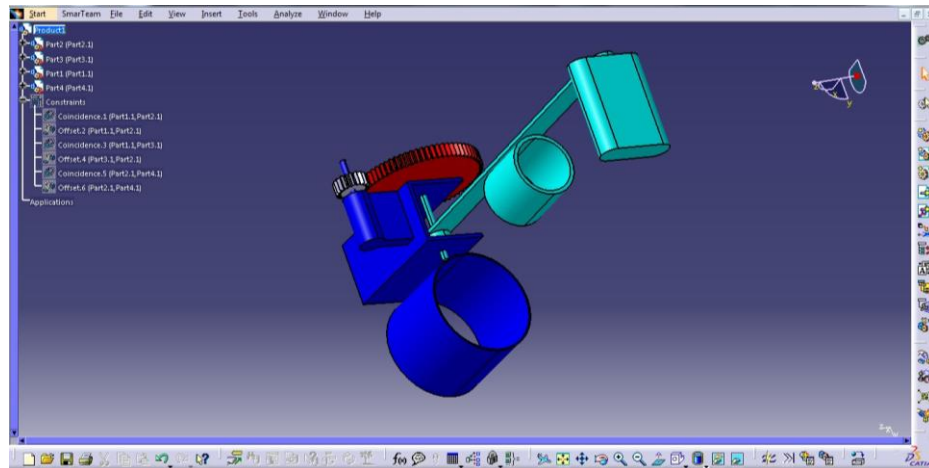 Start SmarTeam File Edit View Insert Tools Analyze Window Help
Product1
Part2 (Part2.1)
Part3 (Part3.1)
Part1 (Part1.1)
Part4 (Part4.1)
Constraints
Coincidence.1 (Part1.1,Part2.1)
Offset.2 (Part1.1,Part2.1)
Coincidence.3 (Part1.1,Part3.1)
Offset.4 (Part3.1,Part2.1)
Coincidence.5 (Part2.1,Part4.1)
Offset.6 (Part2.1,Part4.1)
Applications
f(x)
CATIA